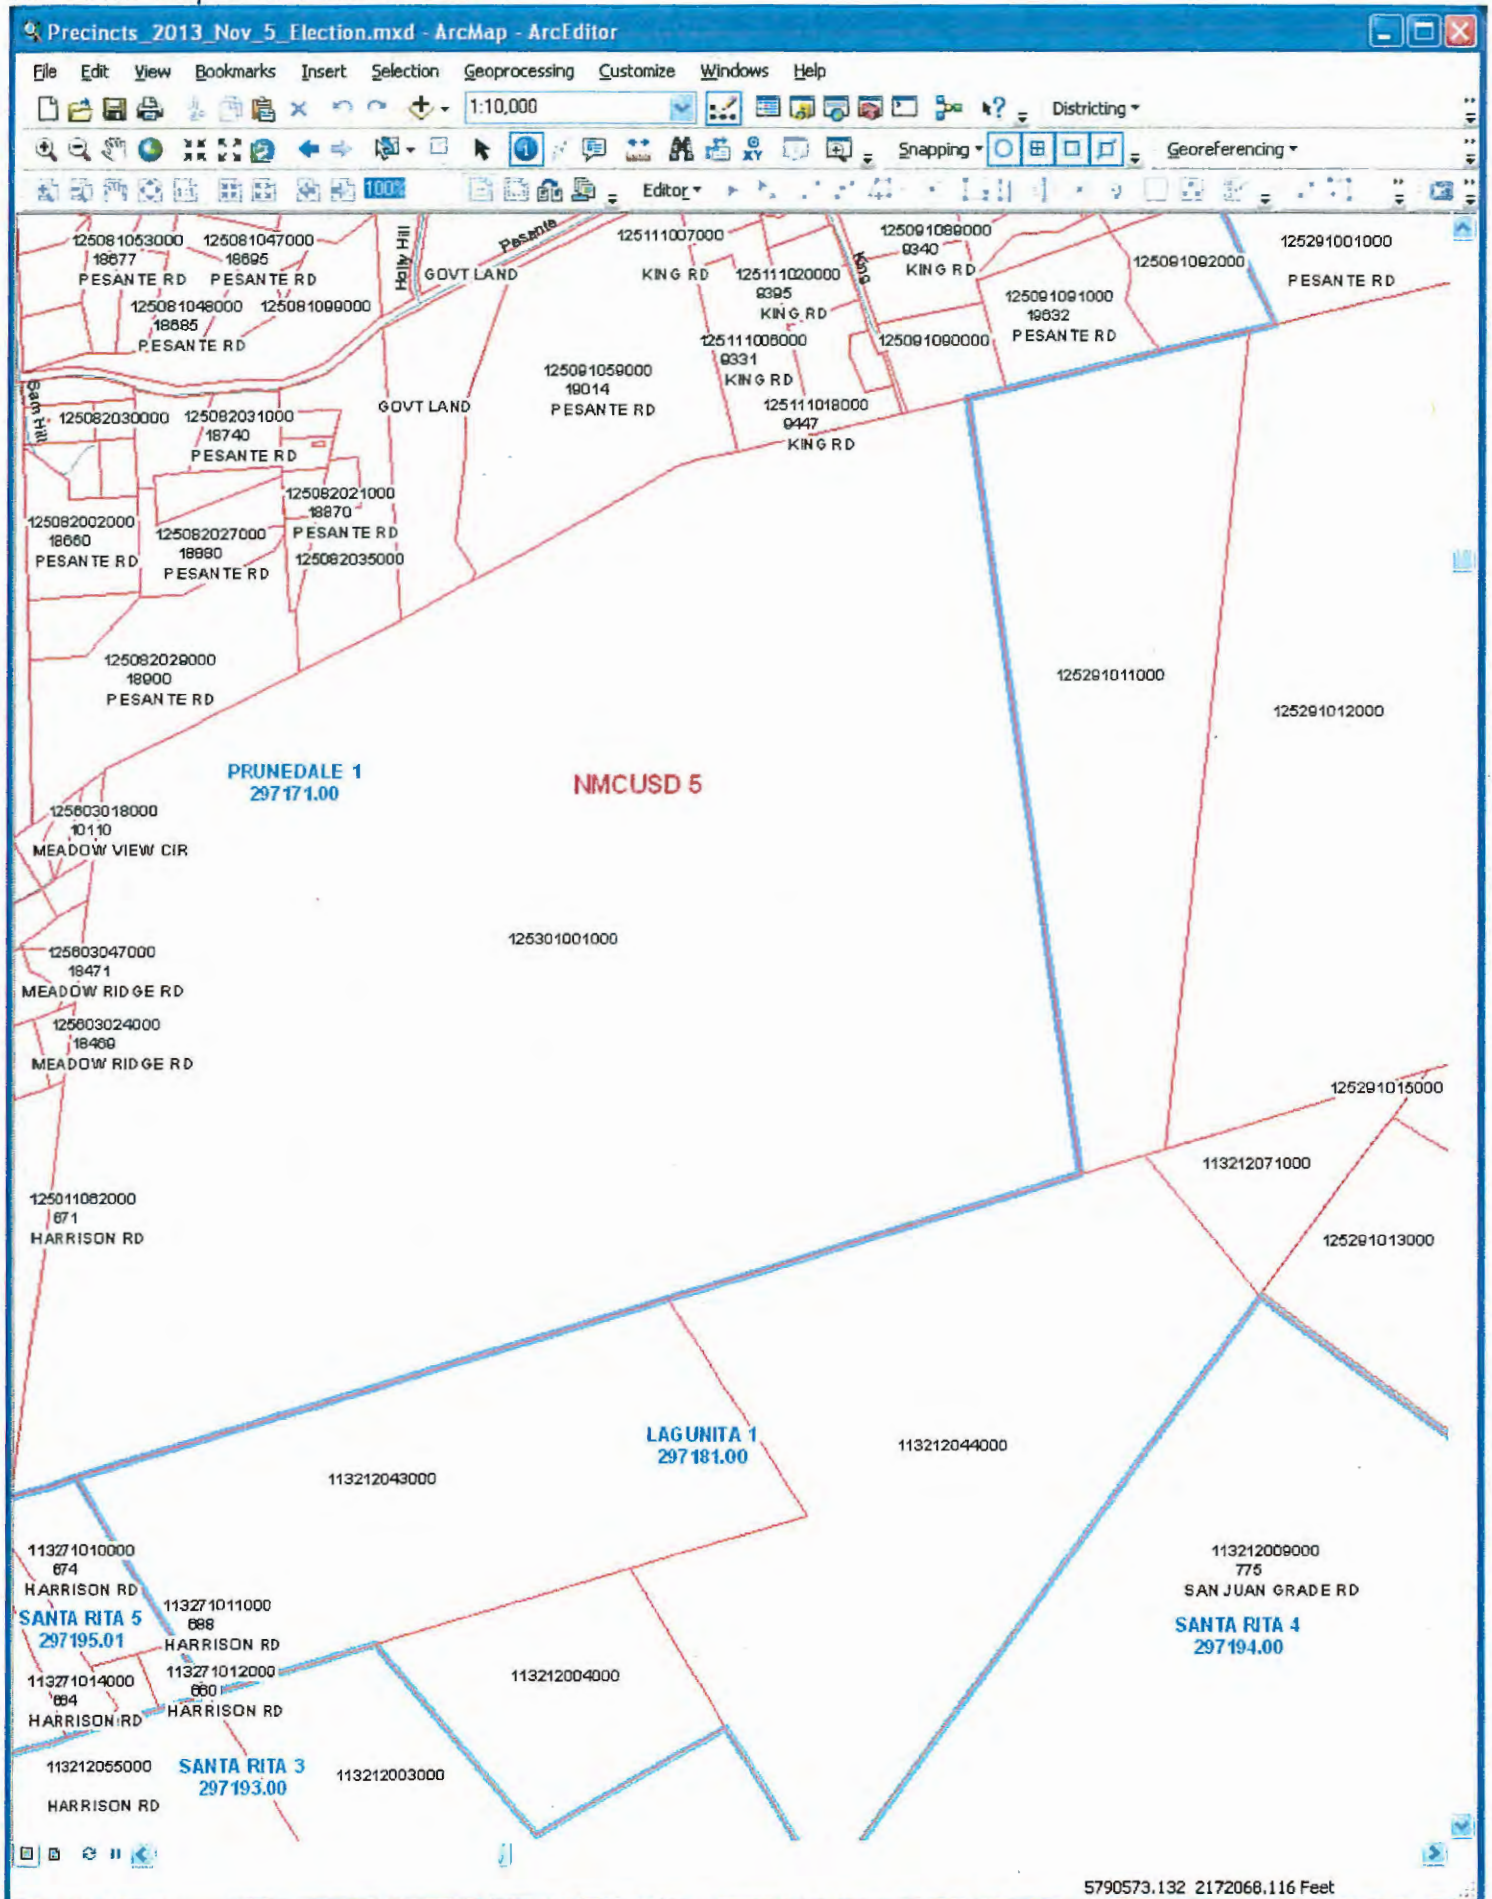 Precincts_2013_Nov_5_Election.mxd - ArcMap - ArcEditor
File Edit View Bookmarks Insert Selection Geoprocessing Customize Windows Help
1:10,000
Districting
Snapping
Georeferencing
100%
Editor
125081053000
18677
PESANTE RD
125081047000
18695
PESANTE RD
125081048000
18685
PESANTE RD
125081099000
Holly Hill
Pesante
GOVT LAND
125111007000
KING RD
125111020000
9395
KING RD
King
125091089000
9340
KING RD
125091092000
125291001000
PESANTE RD
125091091000
19632
PESANTE RD
125111006000
9331
KING RD
125091090000
125091059000
19014
PESANTE RD
125111018000
9447
KING RD
Sam Hill
125082030000
125082031000
18740
PESANTE RD
GOVT LAND
125082021000
18870
PESANTE RD
125082002000
18660
PESANTE RD
125082027000
18880
PESANTE RD
125082035000
125082029000
18900
PESANTE RD
125291011000
125291012000
PRUNEDALE 1
297171.00
NMCUSD 5
125603018000
10110
MEADOW VIEW CIR
125301001000
125603047000
18471
MEADOW RIDGE RD
125603024000
18469
MEADOW RIDGE RD
125291015000
113212071000
125011062000
671
HARRISON RD
125291013000
LAGUNITA 1
297181.00
113212044000
113212043000
113271010000
674
HARRISON RD
113212009000
775
SAN JUAN GRADE RD
SANTA RITA 5
297195.01
113271011000
688
HARRISON RD
SANTA RITA 4
297194.00
113271014000
684
HARRISON RD
113271012000
680
HARRISON RD
113212004000
113212055000
HARRISON RD
SANTA RITA 3
297193.00
113212003000
5790573.132 2172068.116 Feet